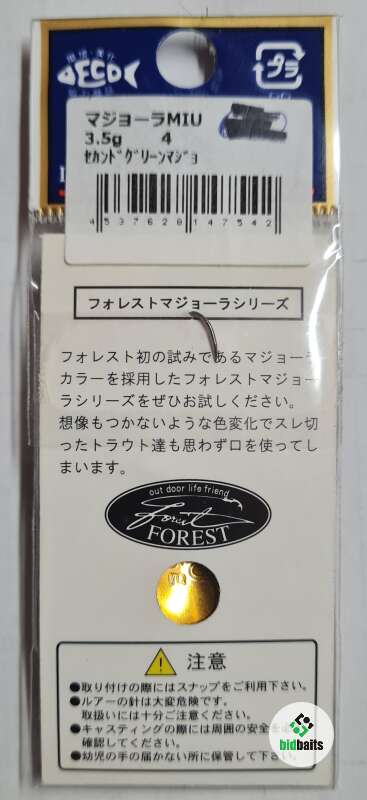 ECO
プラ
マジョーラMIU
3.5g 4
ｾｶﾝﾄﾞｸﾞﾘｰﾝﾏｼﾞｮ
4 537628 147542
フォレストマジョーラシリーズ
フォレスト初の試みであるマジョーラ
カラーを採用したフォレストマジョー
ラシリーズをぜひお試しください。
想像もつかないような色変化でスレ切
ったトラウト達も思わず口を使ってし
まいます。
out door life friend
forest
FOREST
MIU
注意
●取り付けの際にはスナップをご利用下さい。
●ルアーの針は大変危険です。
取扱いには十分ご注意ください。
●キャスティングの際には周囲の安全を
確認してください。
●幼児の手の届かない所に保管して下さい。
bidbaits